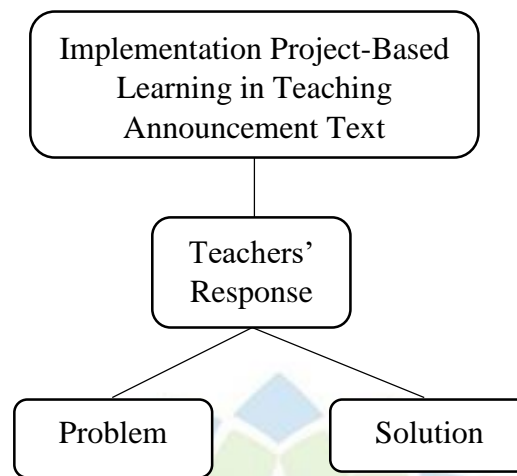 Implementation Project-Based
Learning in Teaching
Announcement Text
Teachers’
Response
Problem
Solution